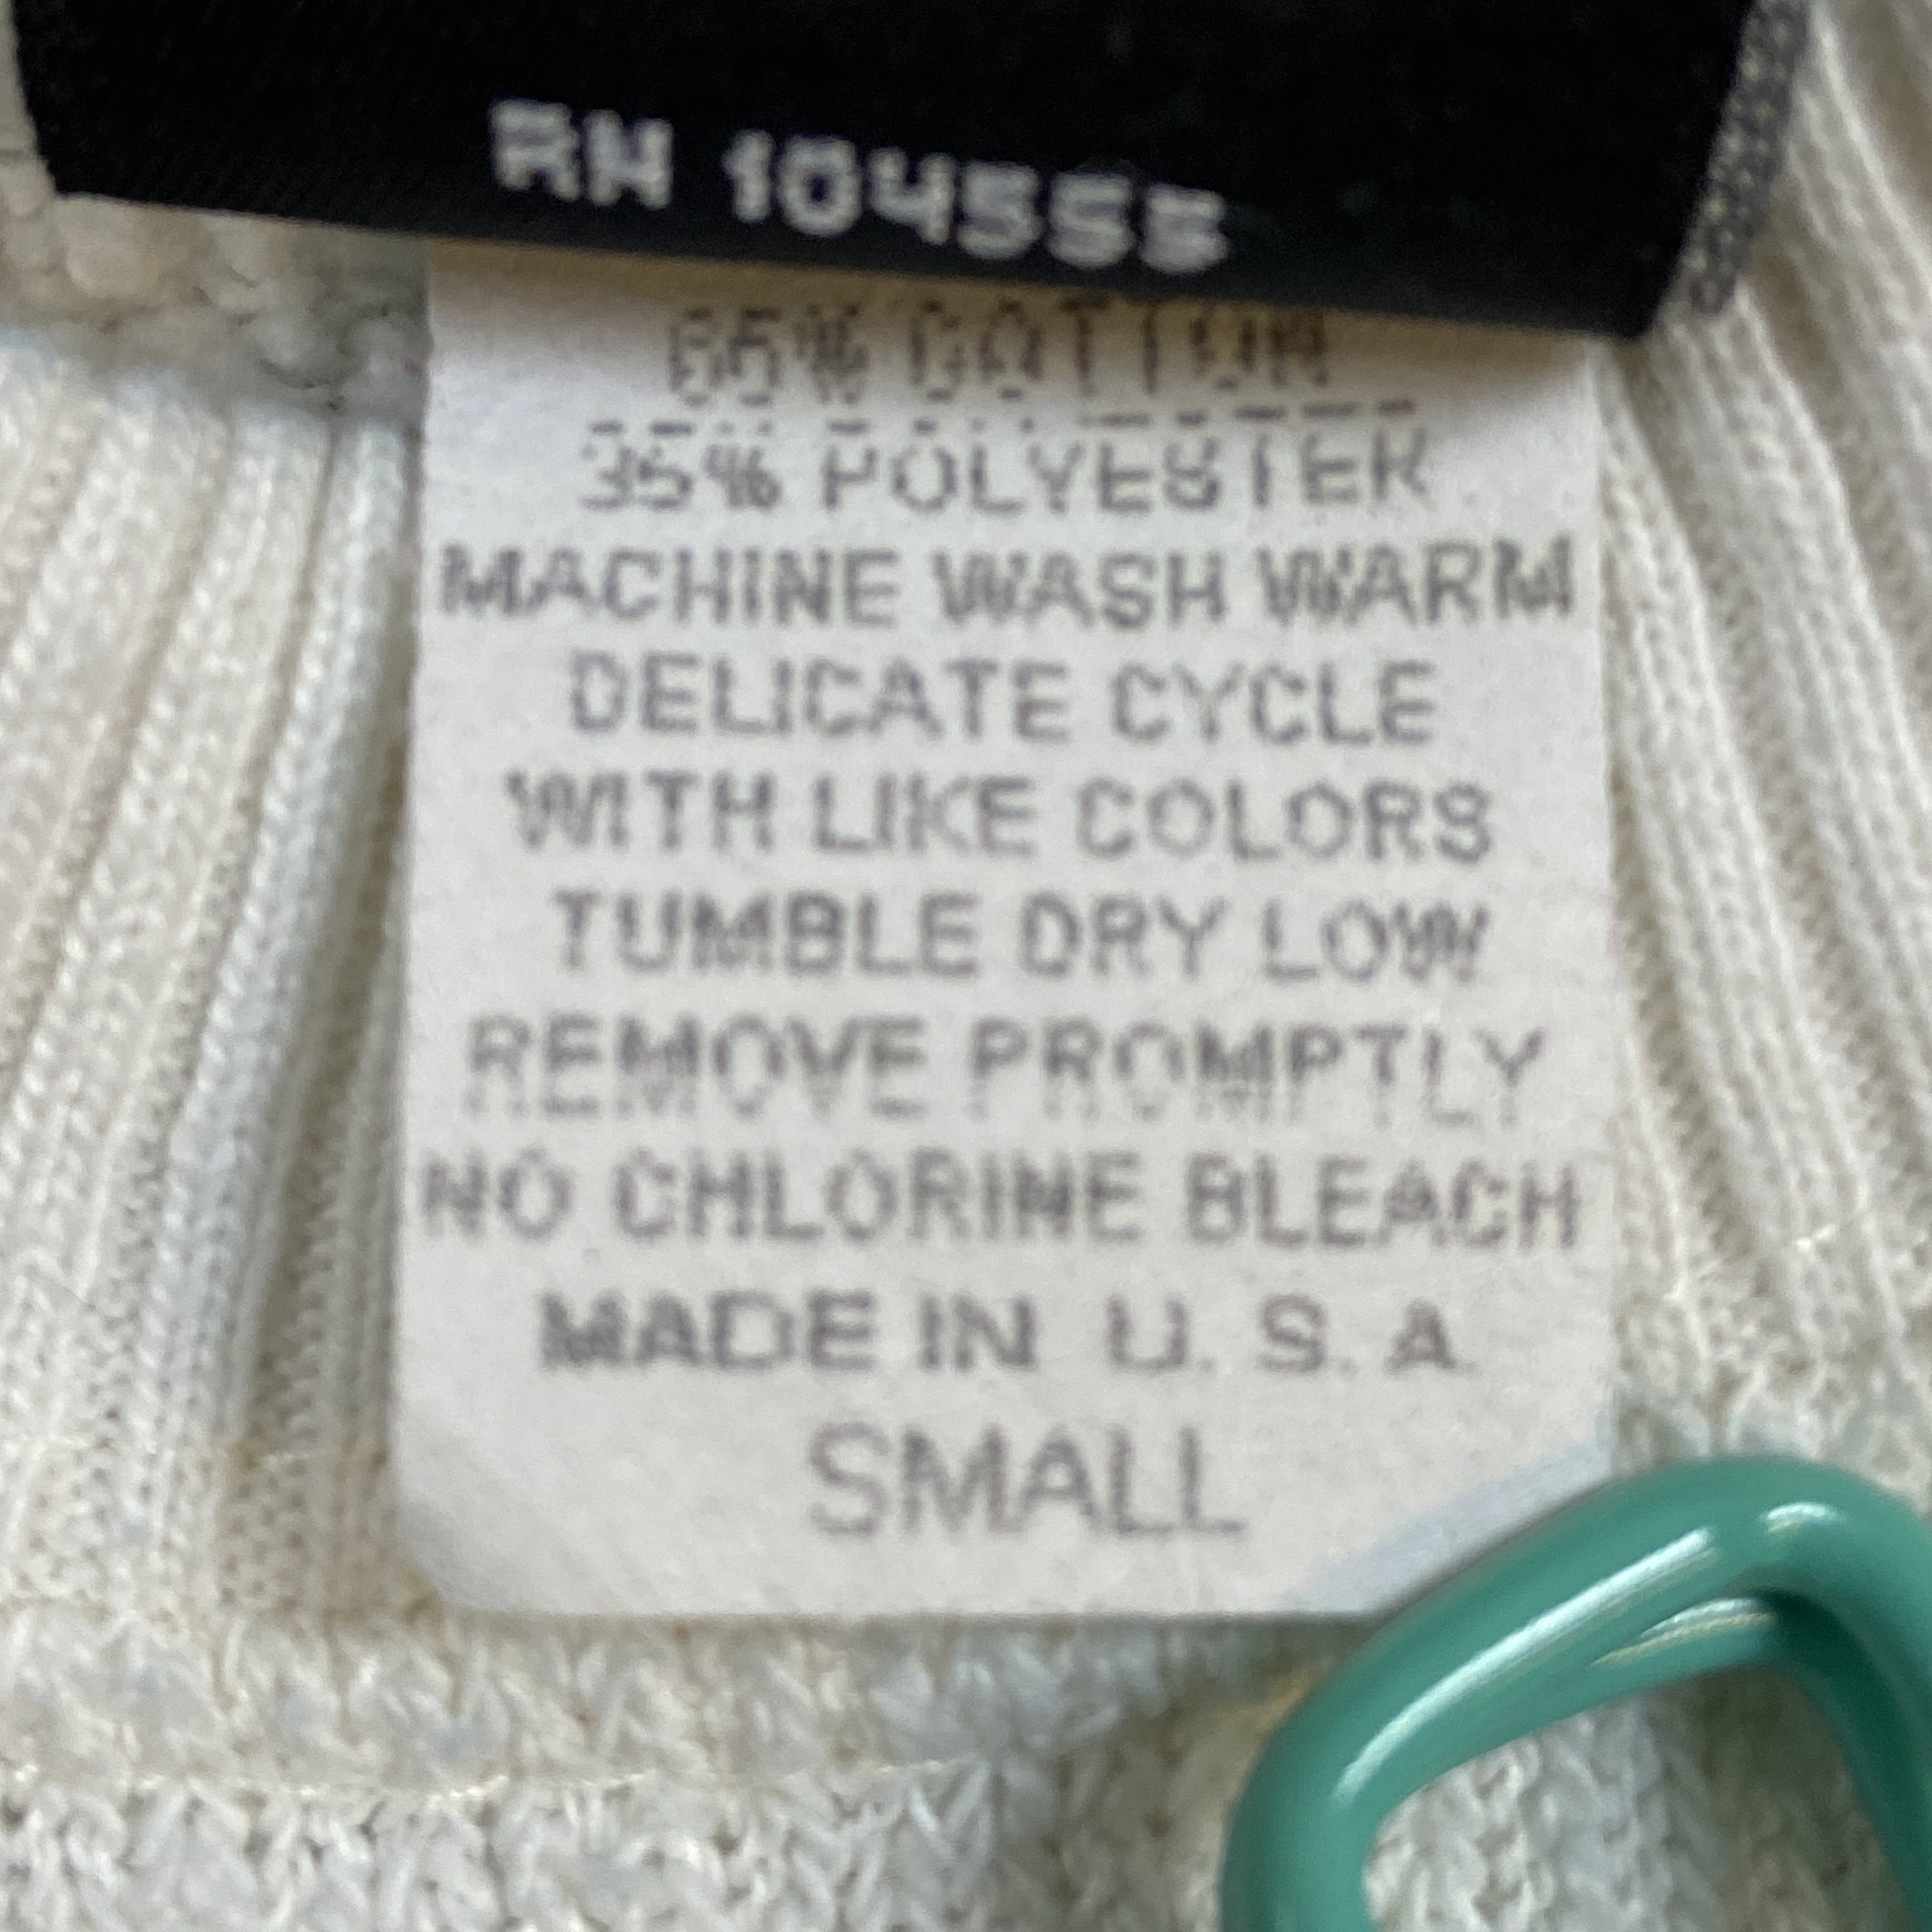 RN 104555
65% COTTON
35% POLYESTER
MACHINE WASH WARM
DELICATE CYCLE
WITH LIKE COLORS
TUMBLE DRY LOW
REMOVE PROMPTLY
NO CHLORINE BLEACH
MADE IN U.S.A.
SMALL